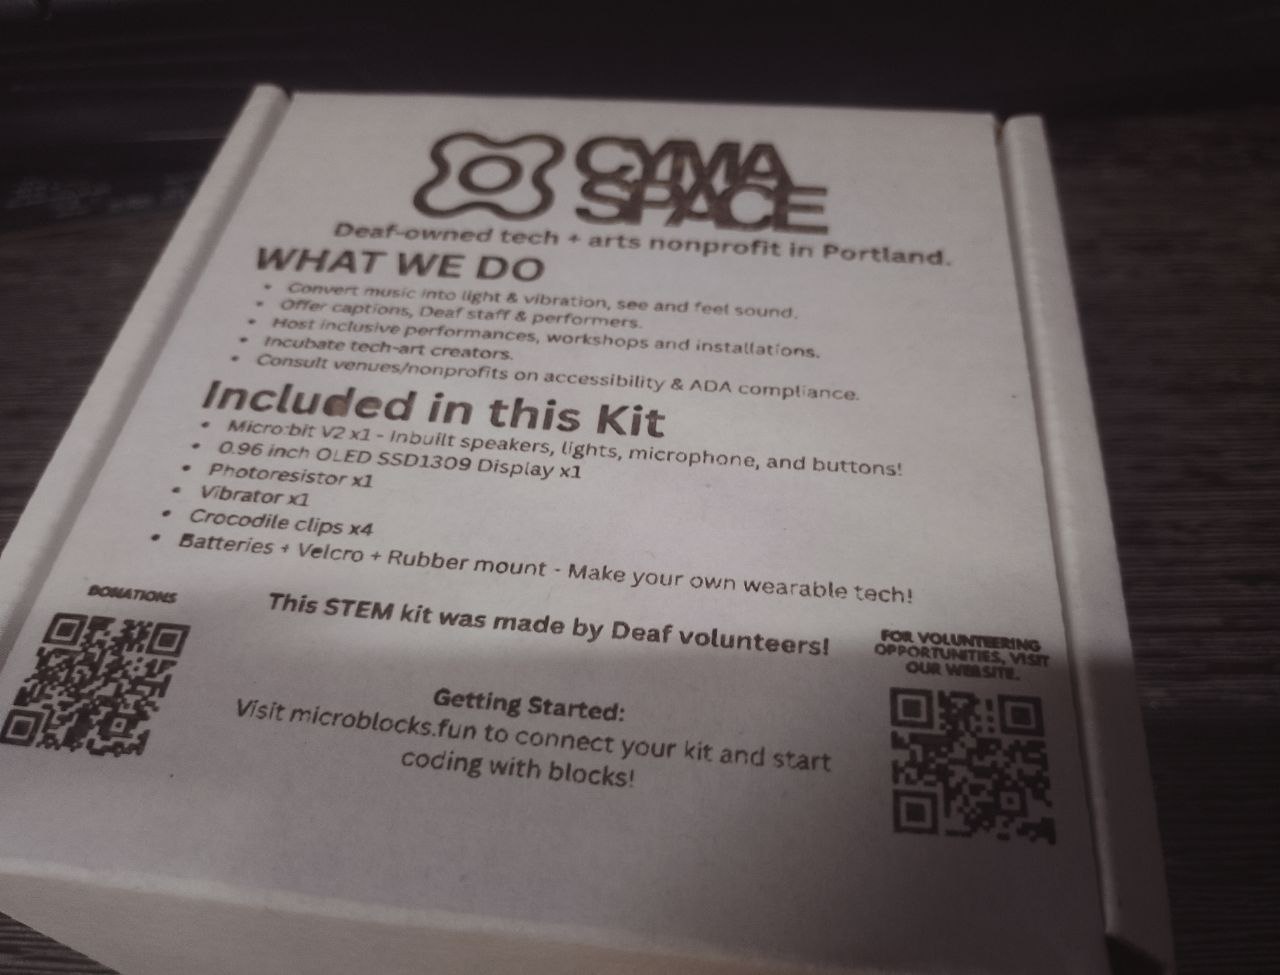 CYMA
SPACE
Deaf-owned tech + arts nonprofit in Portland.
WHAT WE DO
• Convert music into light & vibration, see and feel sound.
• Offer captions, Deaf staff & performers.
• Host inclusive performances, workshops and installations.
• Incubate tech-art creators.
• Consult venues/nonprofits on accessibility & ADA compliance.
Included in this Kit
• Micro:bit V2 x1 - Inbuilt speakers, lights, microphone, and buttons!
• 0.96 inch OLED SSD1309 Display x1
• Photoresistor x1
• Vibrator x1
• Crocodile clips x4
• Batteries + Velcro + Rubber mount - Make your own wearable tech!
This STEM kit was made by Deaf volunteers!
DONATIONS
FOR VOLUNTEERING
OPPORTUNITIES, VISIT
OUR WEBSITE.
Getting Started:
Visit microblocks.fun to connect your kit and start
coding with blocks!